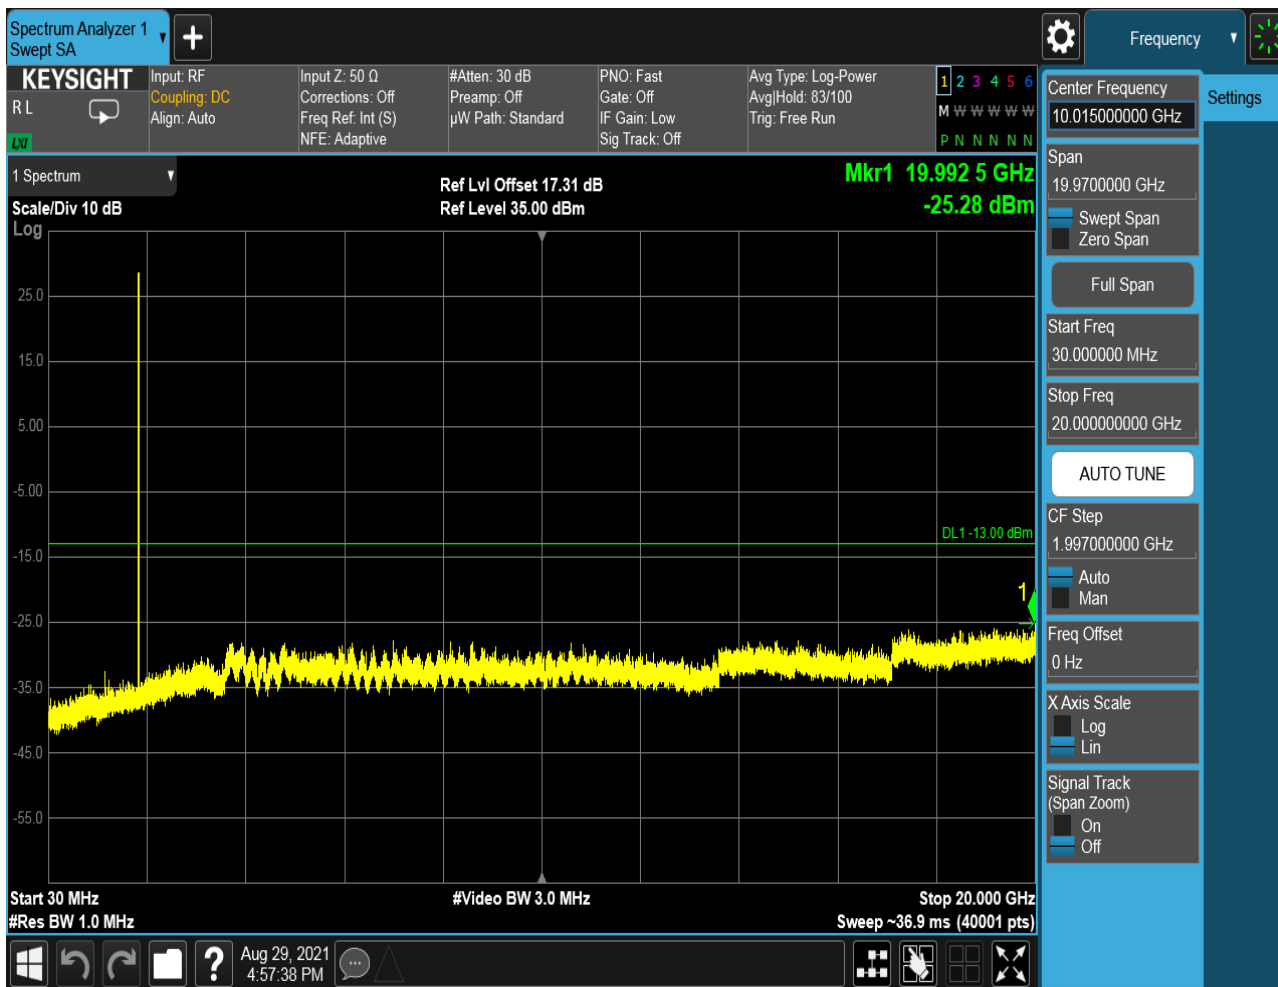 Spectrum Analyzer 1
Swept SA
Frequency
KEYSIGHT
R L
LXI
Input: RF
Coupling: DC
Align: Auto
Input Z: 50 Ω
Corrections: Off
Freq Ref: Int (S)
NFE: Adaptive
#Atten: 30 dB
Preamp: Off
µW Path: Standard
PNO: Fast
Gate: Off
IF Gain: Low
Sig Track: Off
Avg Type: Log-Power
Avg|Hold: 83/100
Trig: Free Run
1 2 3 4 5 6
M W W W W W
P N N N N N
1 Spectrum
Scale/Div 10 dB
Log
Ref Lvl Offset 17.31 dB
Ref Level 35.00 dBm
Mkr1 19.992 5 GHz
-25.28 dBm
25.0
15.0
5.00
-5.00
DL1 -13.00 dBm
-15.0
1
-25.0
-35.0
-45.0
-55.0
Start 30 MHz
#Res BW 1.0 MHz
#Video BW 3.0 MHz
Stop 20.000 GHz
Sweep ~36.9 ms (40001 pts)
Aug 29, 2021
4:57:38 PM
Center Frequency
10.015000000 GHz
Settings
Span
19.9700000 GHz
Swept Span
Zero Span
Full Span
Start Freq
30.000000 MHz
Stop Freq
20.000000000 GHz
AUTO TUNE
CF Step
1.997000000 GHz
Auto
Man
Freq Offset
0 Hz
X Axis Scale
Log
Lin
Signal Track
(Span Zoom)
On
Off